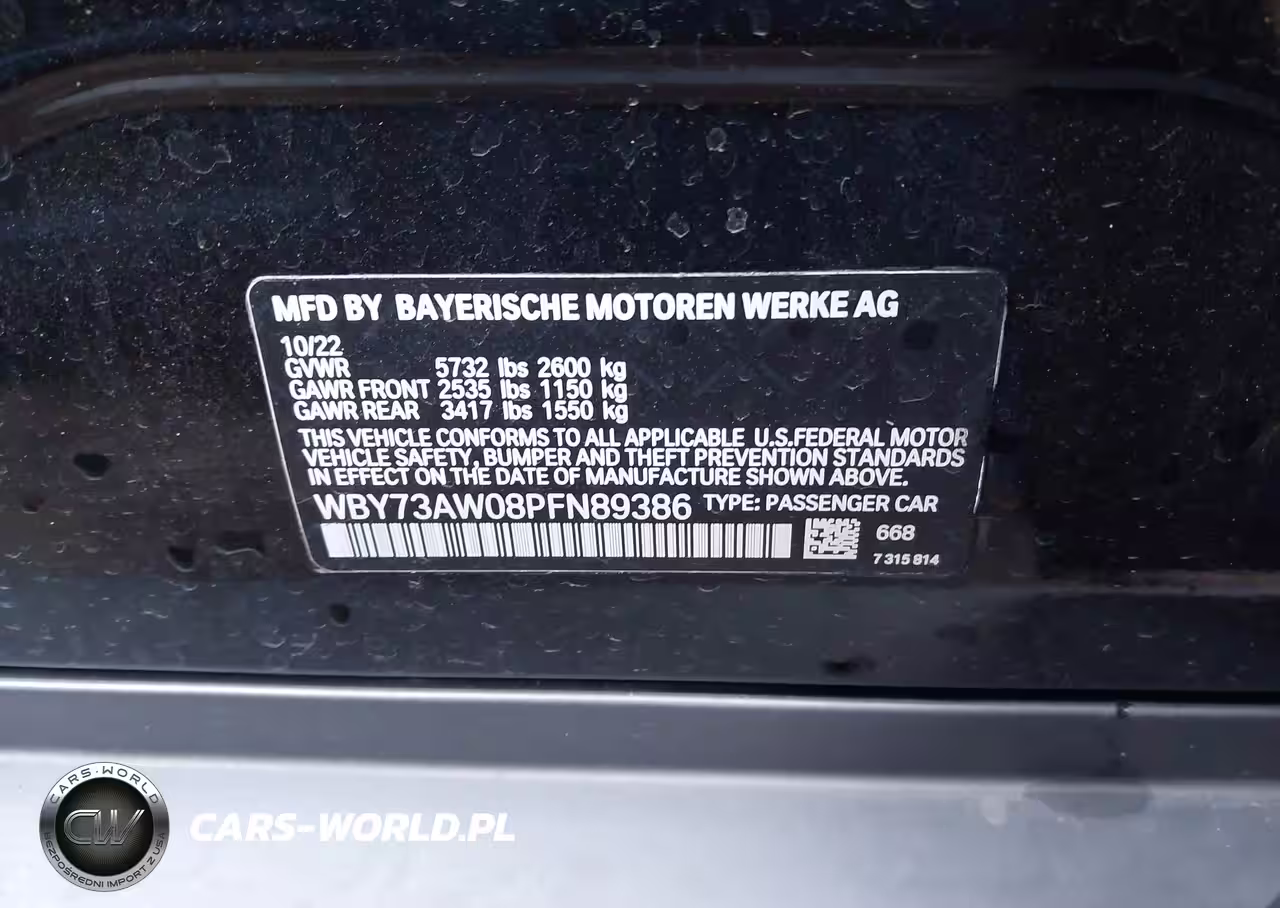 MFD BY BAYERISCHE MOTOREN WERKE AG
10/22
GVWR 5732 lbs 2600 kg
GAWR FRONT 2535 lbs 1150 kg
GAWR REAR 3417 lbs 1550 kg
THIS VEHICLE CONFORMS TO ALL APPLICABLE U.S.FEDERAL MOTOR
VEHICLE SAFETY, BUMPER AND THEFT PREVENTION STANDARDS
IN EFFECT ON THE DATE OF MANUFACTURE SHOWN ABOVE.
WBY73AW08PFN89386 TYPE: PASSENGER CAR
668
7 315 814
CARS-WORLD
CW
BEZPOŚREDNI IMPORT Z USA
CARS-WORLD.PL